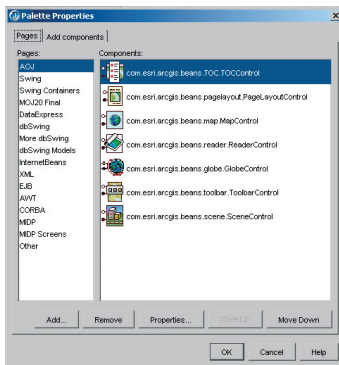 Palette Properties
Pages Add components
Pages:
AOJ
Swing
Swing Containers
MOJ20 Final
DataExpress
dbSwing
More dbSwing
dbSwing Models
InternetBeans
XML
EJB
AWT
CORBA
MIDP
MIDP Screens
Other
Components:
com.esri.arcgis.beans.TOC.TOCControl
com.esri.arcgis.beans.pagelayout.PageLayoutControl
com.esri.arcgis.beans.map.MapControl
com.esri.arcgis.beans.reader.ReaderControl
com.esri.arcgis.beans.globe.GlobeControl
com.esri.arcgis.beans.toolbar.ToolbarControl
com.esri.arcgis.beans.scene.SceneControl
Add... Remove Properties... Move Up Move Down
OK Cancel Help